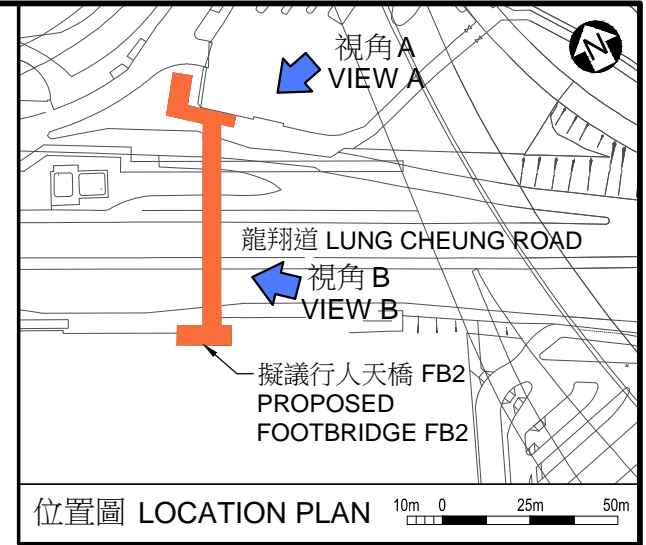 視角A
VIEW A
N
龍翔道 LUNG CHEUNG ROAD
視角B
VIEW B
擬議行人天橋 FB2
PROPOSED
FOOTBRIDGE FB2
位置圖 LOCATION PLAN
10m 0 25m 50m